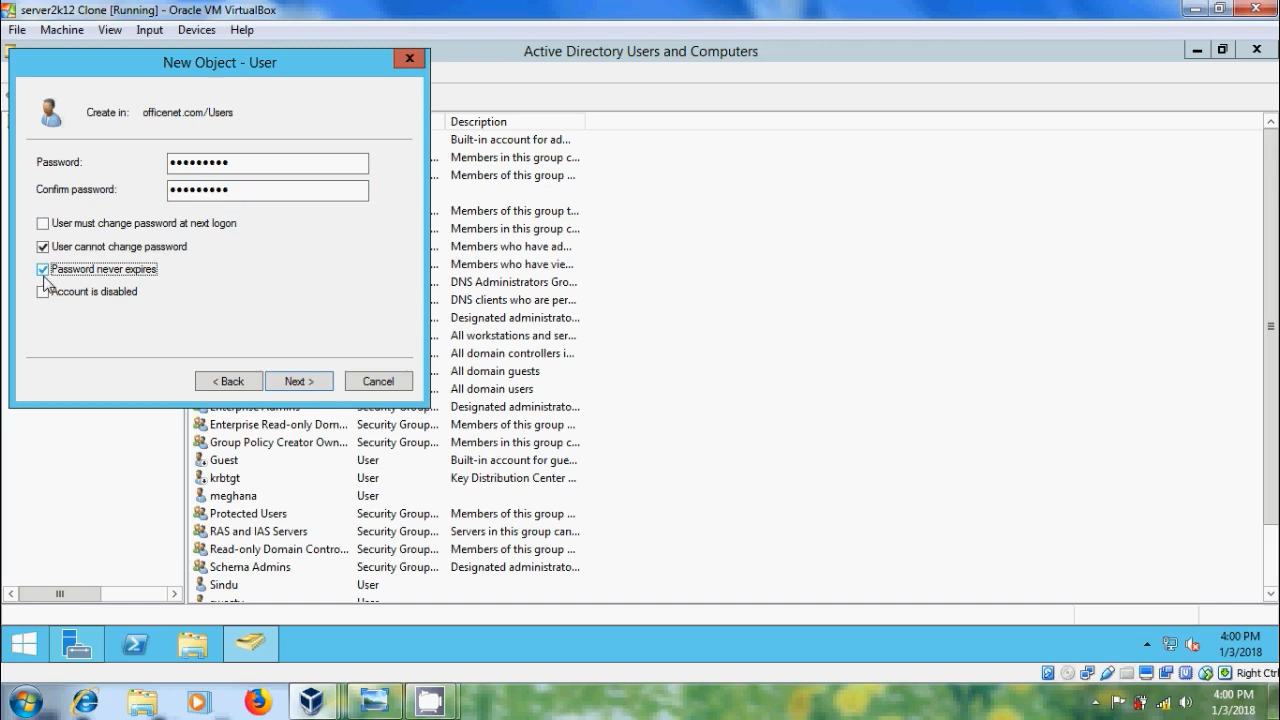 server2k12 Clone [Running] - Oracle VM VirtualBox
File Machine View Input Devices Help
Active Directory Users and Computers
New Object - User
Create in: officenet.com/Users
Password: •••••••••
Confirm password: •••••••••
User must change password at next logon
User cannot change password
Password never expires
Account is disabled
< Back Next > Cancel
Description
Built-in account for ad...
Members in this group c...
Members of this group ...
Members of this group t...
Members in this group c...
Members who have ad...
Members who have vie...
DNS Administrators Gro...
DNS clients who are per...
Designated administrato...
All workstations and ser...
All domain controllers i...
All domain guests
All domain users
Enterprise Admins Security Group... Designated administrato...
Enterprise Read-only Dom... Security Group... Members of this group ...
Group Policy Creator Own... Security Group... Members in this group c...
Guest User Built-in account for gue...
krbtgt User Key Distribution Center ...
meghana User
Protected Users Security Group... Members of this group ...
RAS and IAS Servers Security Group... Servers in this group can...
Read-only Domain Contro... Security Group... Members of this group ...
Schema Admins Security Group... Designated administrato...
Sindu User
4:00 PM
1/3/2018
Right Ctrl
4:00 PM
1/3/2018